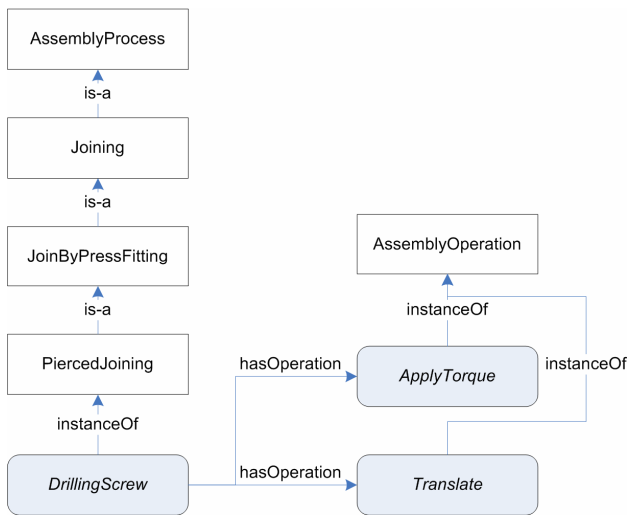 AssemblyProcess
is-a
Joining
is-a
JoinByPressFitting
AssemblyOperation
is-a
instanceOf
PiercedJoining
hasOperation
ApplyTorque
instanceOf
instanceOf
DrillingScrew
hasOperation
Translate